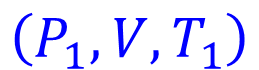 (P₁, V, T₁)